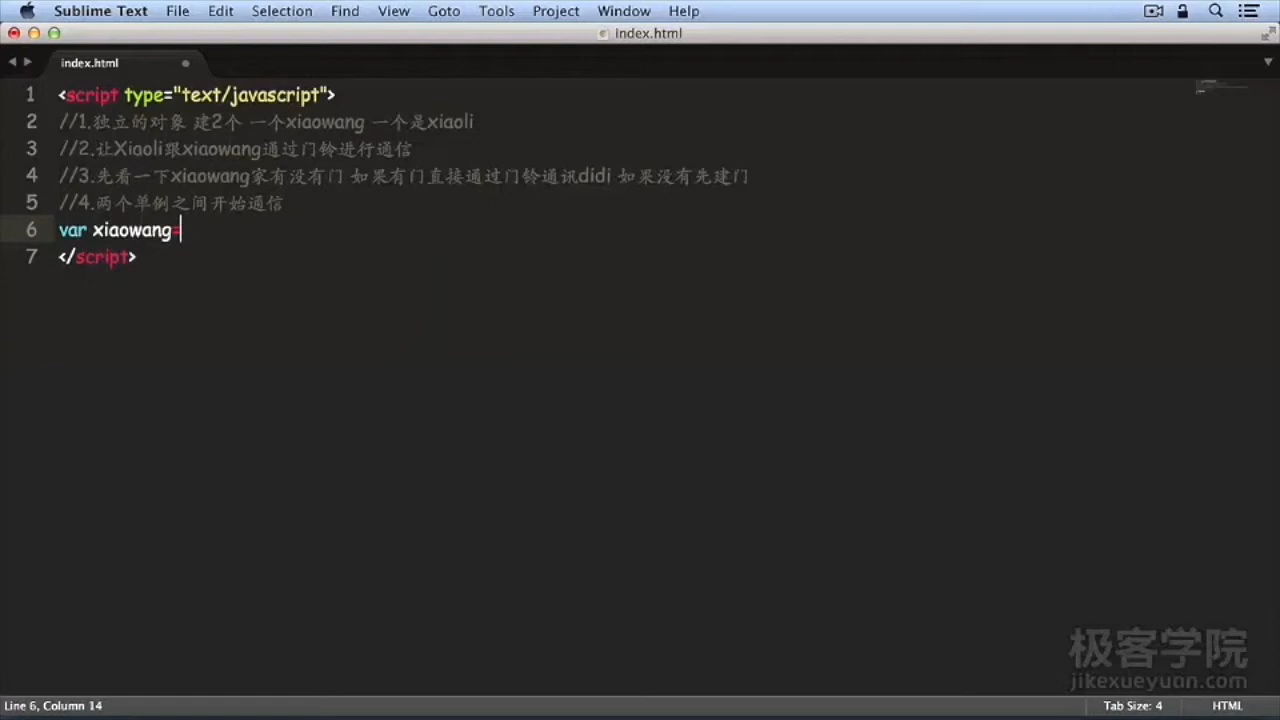 Sublime Text File Edit Selection Find View Goto Tools Project Window Help
index.html
index.html
1 <script type="text/javascript">
2 //1.独立的对象 建2个 一个xiaowang 一个是xiaoli
3 //2.让Xiaoli跟xiaowang通过门铃进行通信
4 //3.先看一下xiaowang家有没有门 如果有门直接通过门铃通讯didi 如果没有先建门
5 //4.两个单例之间开始通信
6 var xiaowang=
7 </script>
极客学院
jikexueyuan.com
Line 6, Column 14 Tab Size: 4 HTML